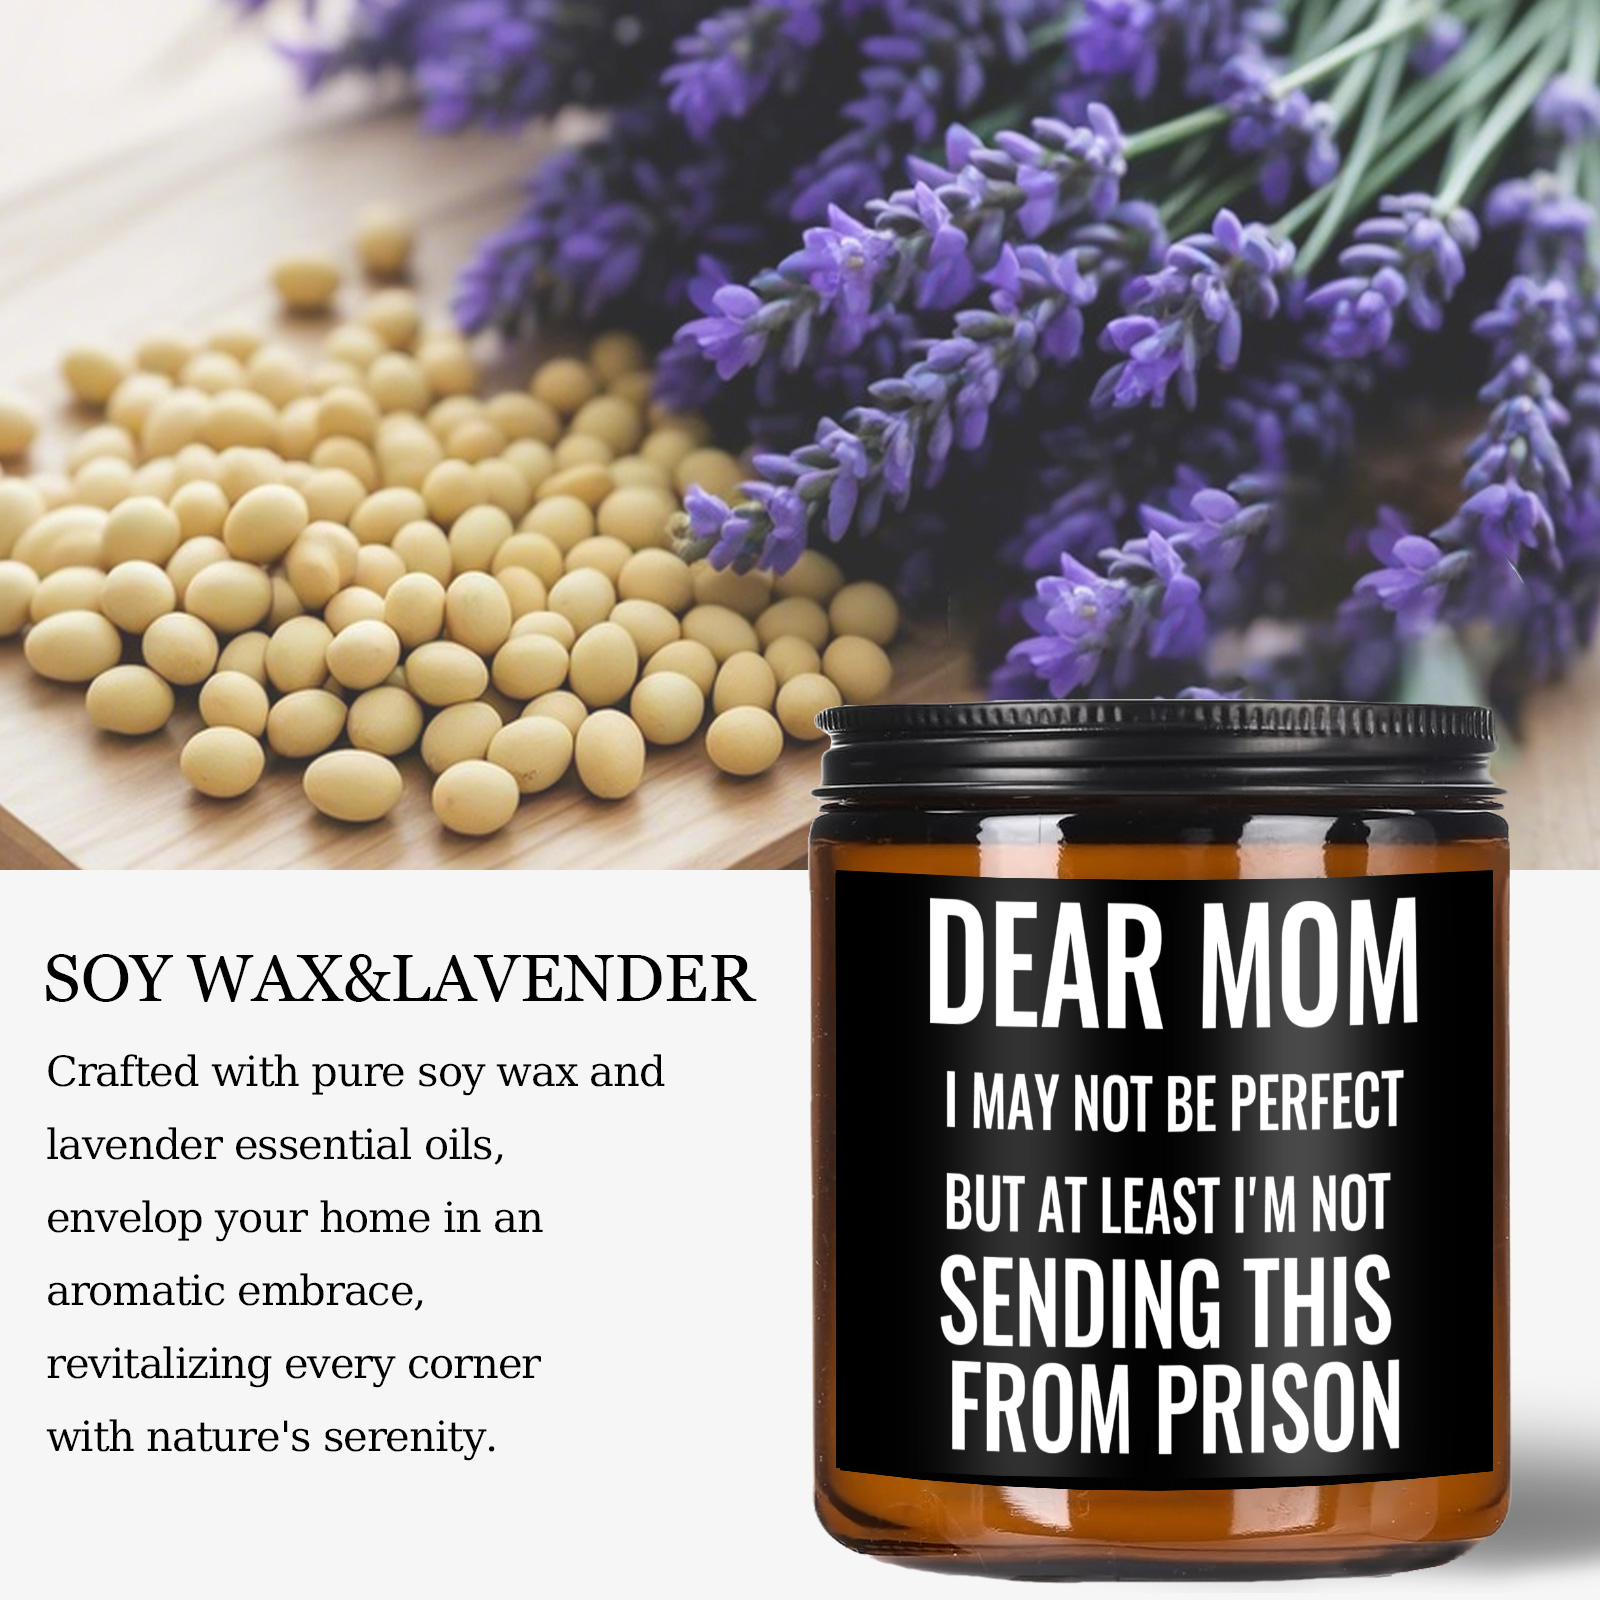 SOY WAX&LAVENDER
Crafted with pure soy wax and
lavender essential oils,
envelop your home in an
aromatic embrace,
revitalizing every corner
with nature's serenity.
DEAR MOM
I MAY NOT BE PERFECT
BUT AT LEAST I'M NOT
SENDING THIS
FROM PRISON